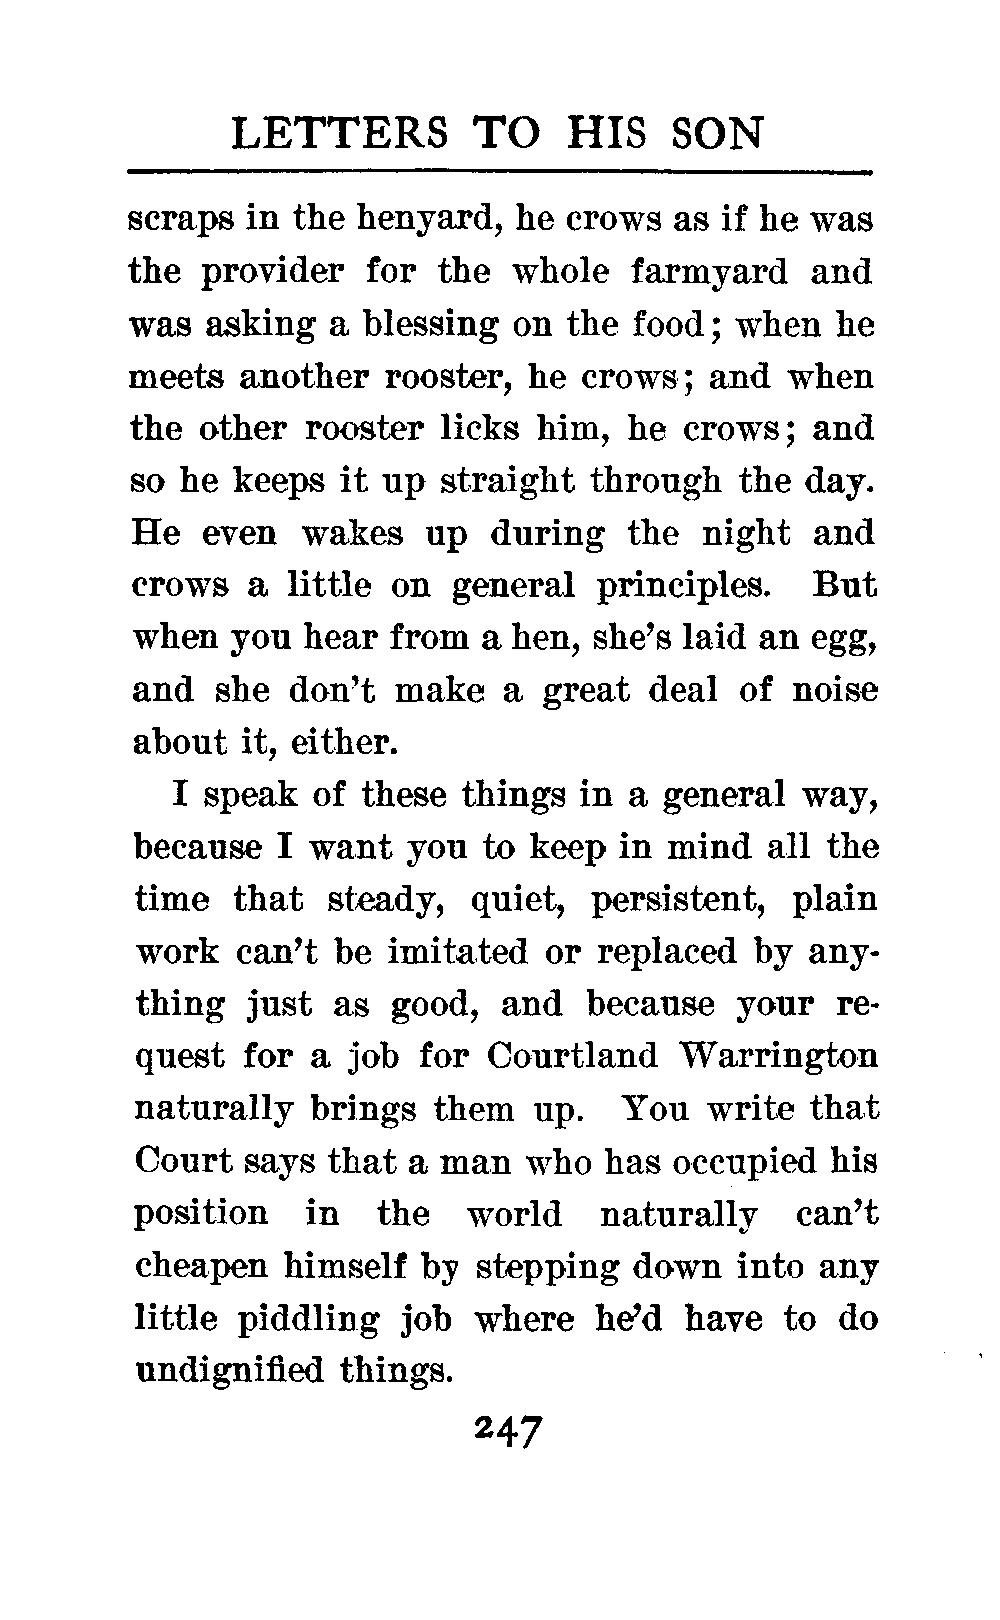 LETTERS TO HIS SON
scraps in the henyard, he crows as if he was
the provider for the whole farmyard and
was asking a blessing on the food; when he
meets another rooster, he crows; and when
the other rooster licks him, he crows; and
so he keeps it up straight through the day.
He even wakes up during the night and
crows a little on general principles. But
when you hear from a hen, she's laid an egg,
and she don't make a great deal of noise
about it, either.
I speak of these things in a general way,
because I want you to keep in mind all the
time that steady, quiet, persistent, plain
work can't be imitated or replaced by any-
thing just as good, and because your re-
quest for a job for Courtland Warrington
naturally brings them up. You write that
Court says that a man who has occupied his
position in the world naturally can't
cheapen himself by stepping down into any
little piddling job where he'd have to do
undignified things.
247